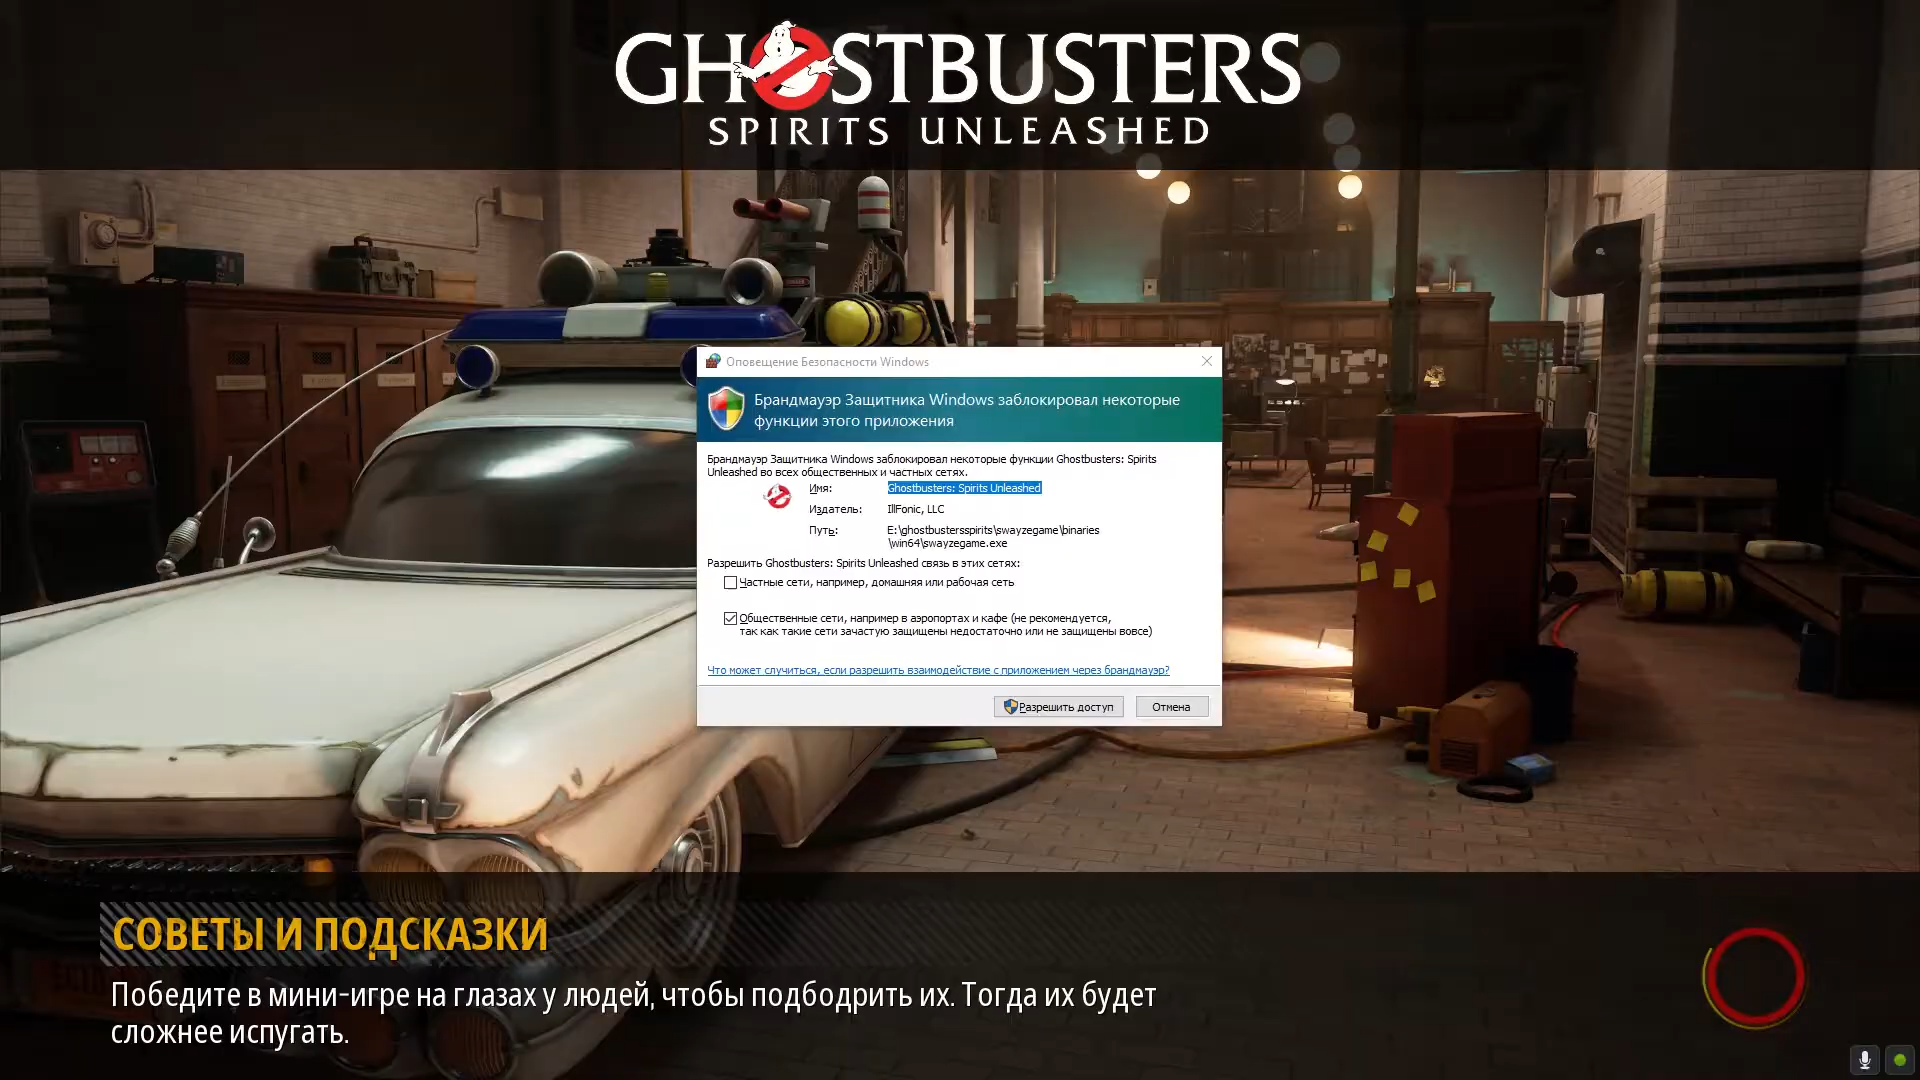 GHOSTBUSTERS
SPIRITS UNLEASHED
Оповещение Безопасности Windows
Брандмауэр Защитника Windows заблокировал некоторые
функции этого приложения
Брандмауэр Защитника Windows заблокировал некоторые функции Ghostbusters: Spirits
Unleashed во всех общественных и частных сетях.
Имя: Ghostbusters: Spirits Unleashed
Издатель: IllFonic, LLC
Путь: E:\ghostbustersspirits\swayzegame\binaries
\win64\swayzegame.exe
Разрешить Ghostbusters: Spirits Unleashed связь в этих сетях:
Частные сети, например, домашняя или рабочая сеть
Общественные сети, например в аэропортах и кафе (не рекомендуется,
так как такие сети зачастую защищены недостаточно или не защищены вовсе)
Что может случиться, если разрешить взаимодействие с приложением через брандмауэр?
Разрешить доступ
Отмена
СОВЕТЫ И ПОДСКАЗКИ
Победите в мини-игре на глазах у людей, чтобы подбодрить их. Тогда их будет
сложнее испугать.